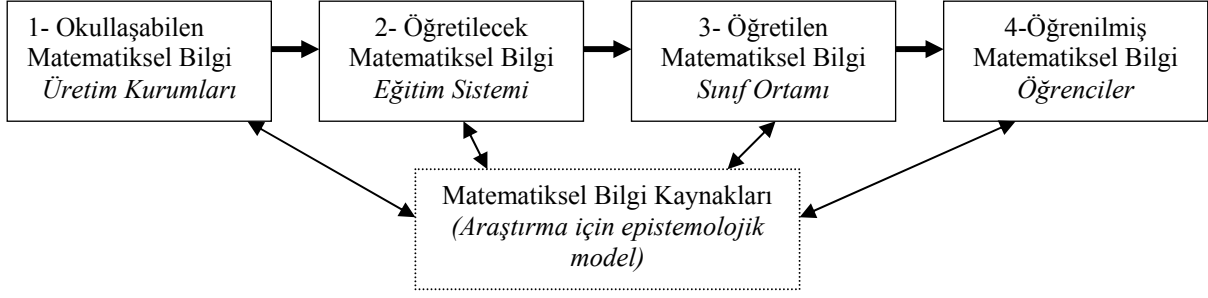 1- Okullaşabilen
Matematiksel Bilgi
Üretim Kurumları
2- Öğretilecek
Matematiksel Bilgi
Eğitim Sistemi
3- Öğretilen
Matematiksel Bilgi
Sınıf Ortamı
4-Öğrenilmiş
Matematiksel Bilgi
Öğrenciler
Matematiksel Bilgi Kaynakları
(Araştırma için epistemolojik
model)